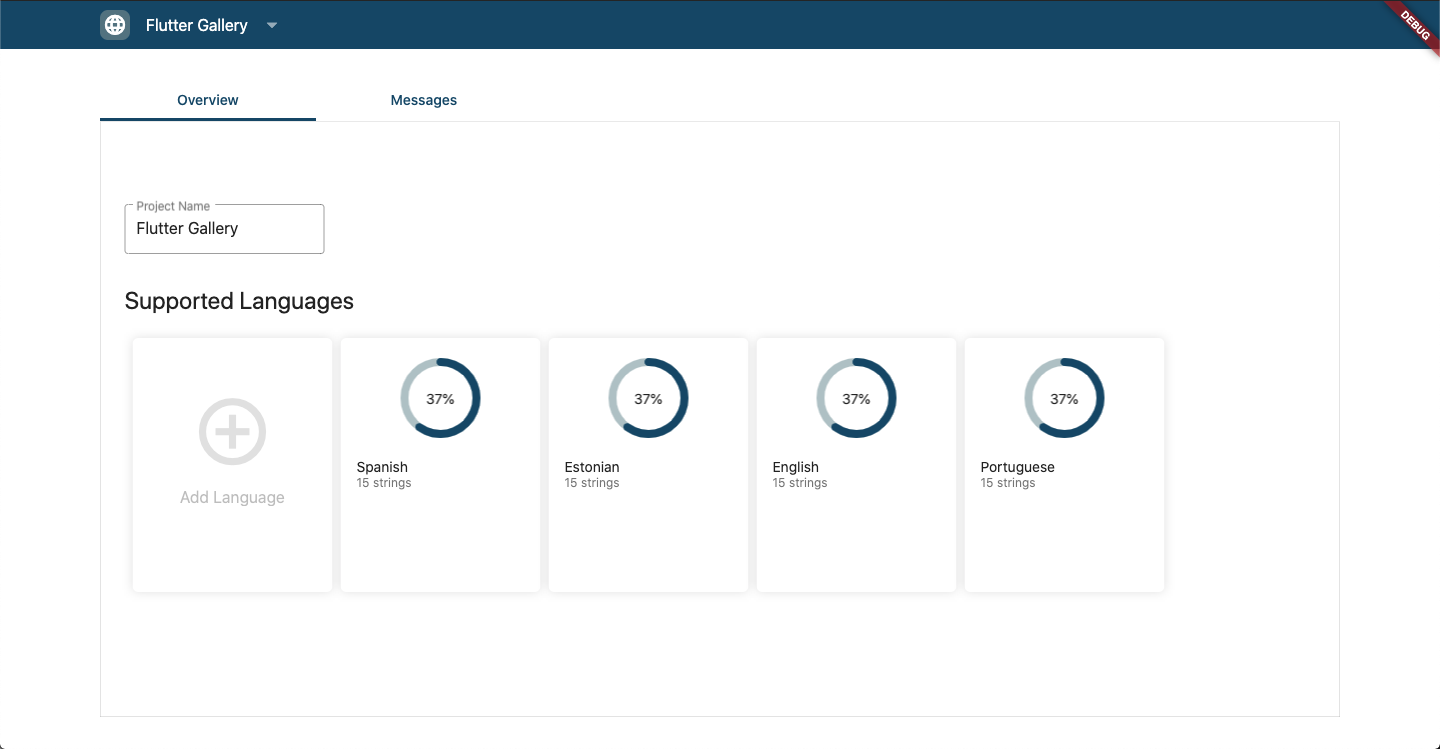 Flutter Gallery
DEBUG
Overview
Messages
Project Name
Flutter Gallery
Supported Languages
Add Language
37%
Spanish
15 strings
37%
Estonian
15 strings
37%
English
15 strings
37%
Portuguese
15 strings